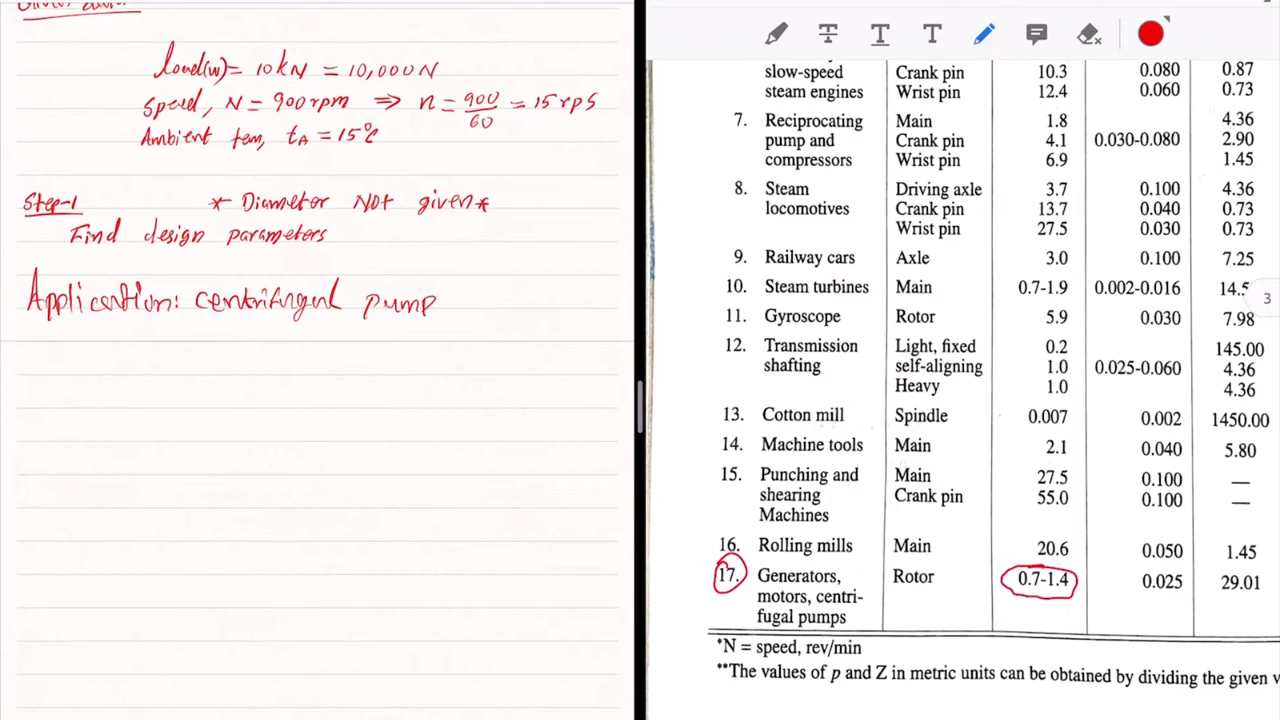 load(w) = 10kN = 10,000N
Speed, N = 900rpm ⇒ n = 900/60 = 15rps
Ambient tem, tA = 15°C
Step-1 * Diameter Not given*
Find design parameters
Application: centrifugal pump
slow-speed Crank pin 10.3 0.080 0.87
steam engines Wrist pin 12.4 0.060 0.73
7. Reciprocating Main 1.8 4.36
pump and Crank pin 4.1 0.030-0.080 2.90
compressors Wrist pin 6.9 1.45
8. Steam Driving axle 3.7 0.100 4.36
locomotives Crank pin 13.7 0.040 0.73
Wrist pin 27.5 0.030 0.73
9. Railway cars Axle 3.0 0.100 7.25
10. Steam turbines Main 0.7-1.9 0.002-0.016 14.5
3
11. Gyroscope Rotor 5.9 0.030 7.98
12. Transmission Light, fixed 0.2 145.00
shafting self-aligning 1.0 0.025-0.060 4.36
Heavy 1.0 4.36
13. Cotton mill Spindle 0.007 0.002 1450.00
14. Machine tools Main 2.1 0.040 5.80
15. Punching and Main 27.5 0.100 —
shearing Crank pin 55.0 0.100 —
Machines
16. Rolling mills Main 20.6 0.050 1.45
17. Generators, Rotor 0.7-1.4 0.025 29.01
motors, centri-
fugal pumps
*N = speed, rev/min
**The values of p and Z in metric units can be obtained by dividing the given v